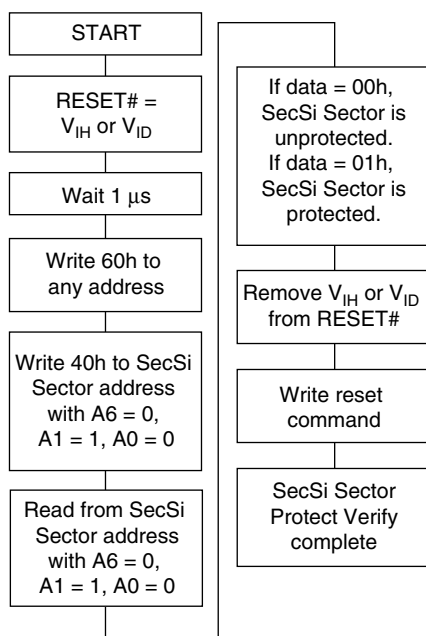 START
RESET# =
V_IH or V_ID
Wait 1 μs
Write 60h to
any address
Write 40h to SecSi
Sector address
with A6 = 0,
A1 = 1, A0 = 0
Read from SecSi
Sector address
with A6 = 0,
A1 = 1, A0 = 0
If data = 00h,
SecSi Sector is
unprotected.
If data = 01h,
SecSi Sector is
protected.
Remove V_IH or V_ID
from RESET#
Write reset
command
SecSi Sector
Protect Verify
complete